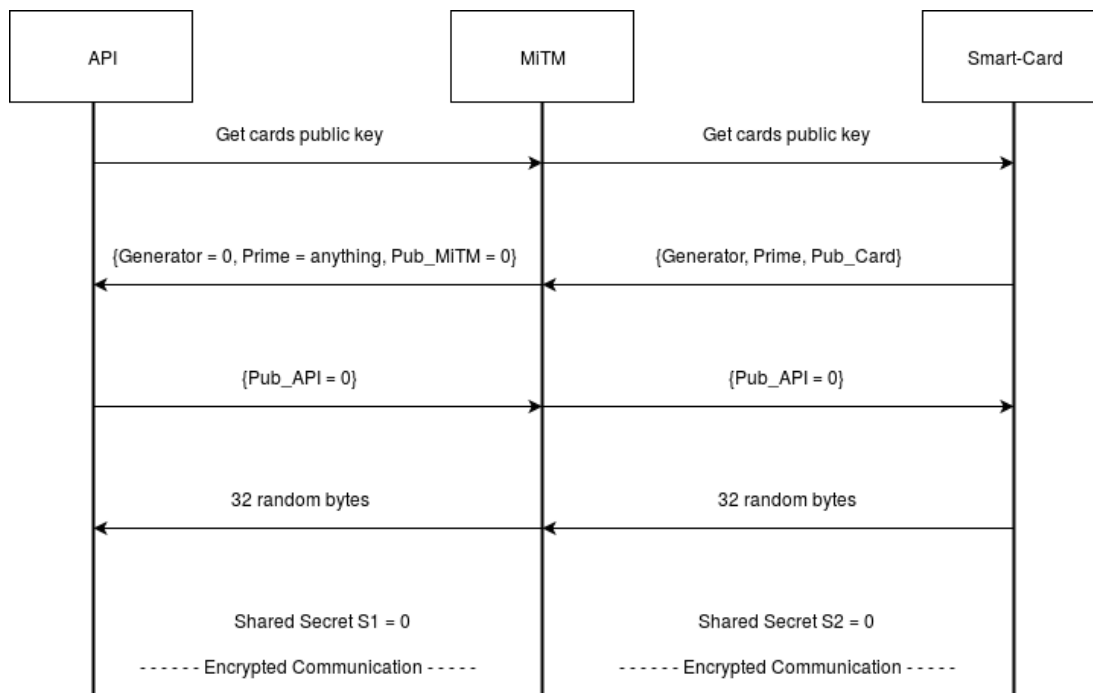 API
MiTM
Smart-Card
Get cards public key
Get cards public key
{Generator = 0, Prime = anything, Pub_MiTM = 0}
{Generator, Prime, Pub_Card}
{Pub_API = 0}
{Pub_API = 0}
32 random bytes
32 random bytes
Shared Secret S1 = 0
Shared Secret S2 = 0
- - - - - - Encrypted Communication - - - - -
- - - - - - Encrypted Communication - - - - -